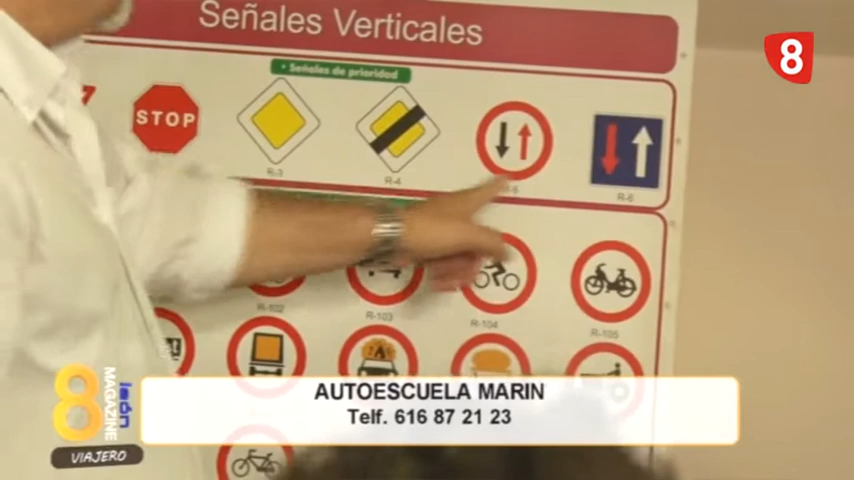 Señales Verticales
• Señales de prioridad
8
STOP
R-3
R-4
R-6
R-102
R-103
R-104
R-105
8
MAGAZINE
león
VIAJERO
AUTOESCUELA MARIN
Telf. 616 87 21 23